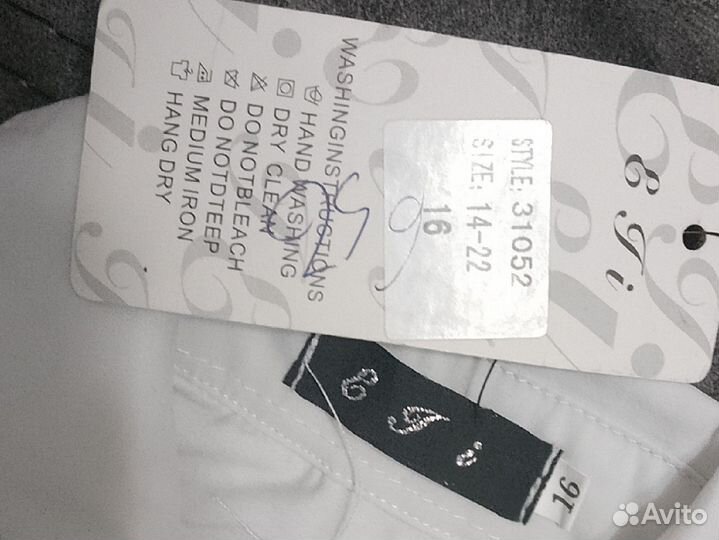 WASHINGINSTRUCTIONS
HAND WASHING
DRY CLEAN
DO NOTBLEACH
DO NOTDTEEP
MEDIUM IRON
HANG DRY
STYLE: 31052
SIZE: 14-22
16
16
Avito